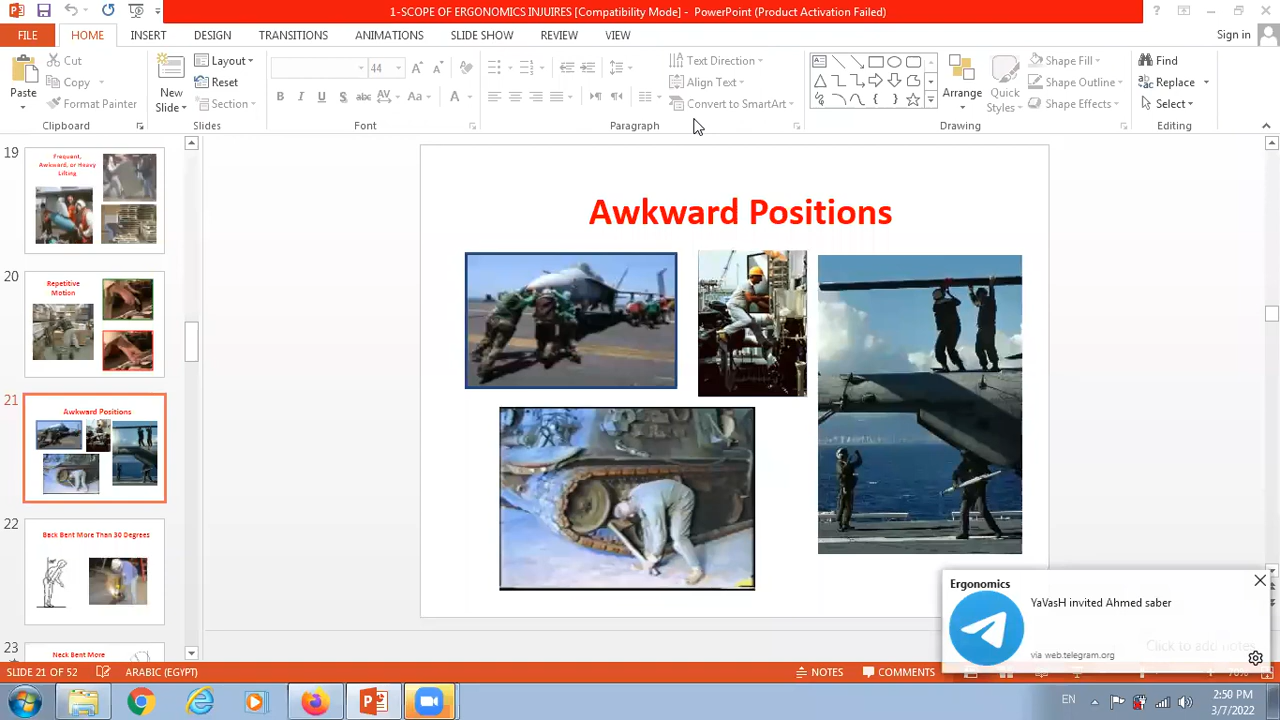 1-SCOPE OF ERGONOMICS INJUIRES [Compatibility Mode] - PowerPoint (Product Activation Failed)
FILE HOME INSERT DESIGN TRANSITIONS ANIMATIONS SLIDE SHOW REVIEW VIEW Sign in
Paste
Cut
Copy
Format Painter
Clipboard
New Slide
Layout
Reset
Section
Slides
44
Font
Text Direction
Align Text
Convert to SmartArt
Paragraph
Arrange
Quick Styles
Shape Fill
Shape Outline
Shape Effects
Drawing
Find
Replace
Select
Editing
19
Frequent,
Awkward, or Heavy
Lifting
20
Repetitive
Motion
21
Awkward Positions
22
Back Bent More Than 30 Degrees
23
Neck Bent More
Awkward Positions
Ergonomics
YaVasH invited Ahmed saber
via web.telegram.org
Click to add notes
SLIDE 21 OF 52 ARABIC (EGYPT) NOTES COMMENTS
EN
2:50 PM
3/7/2022